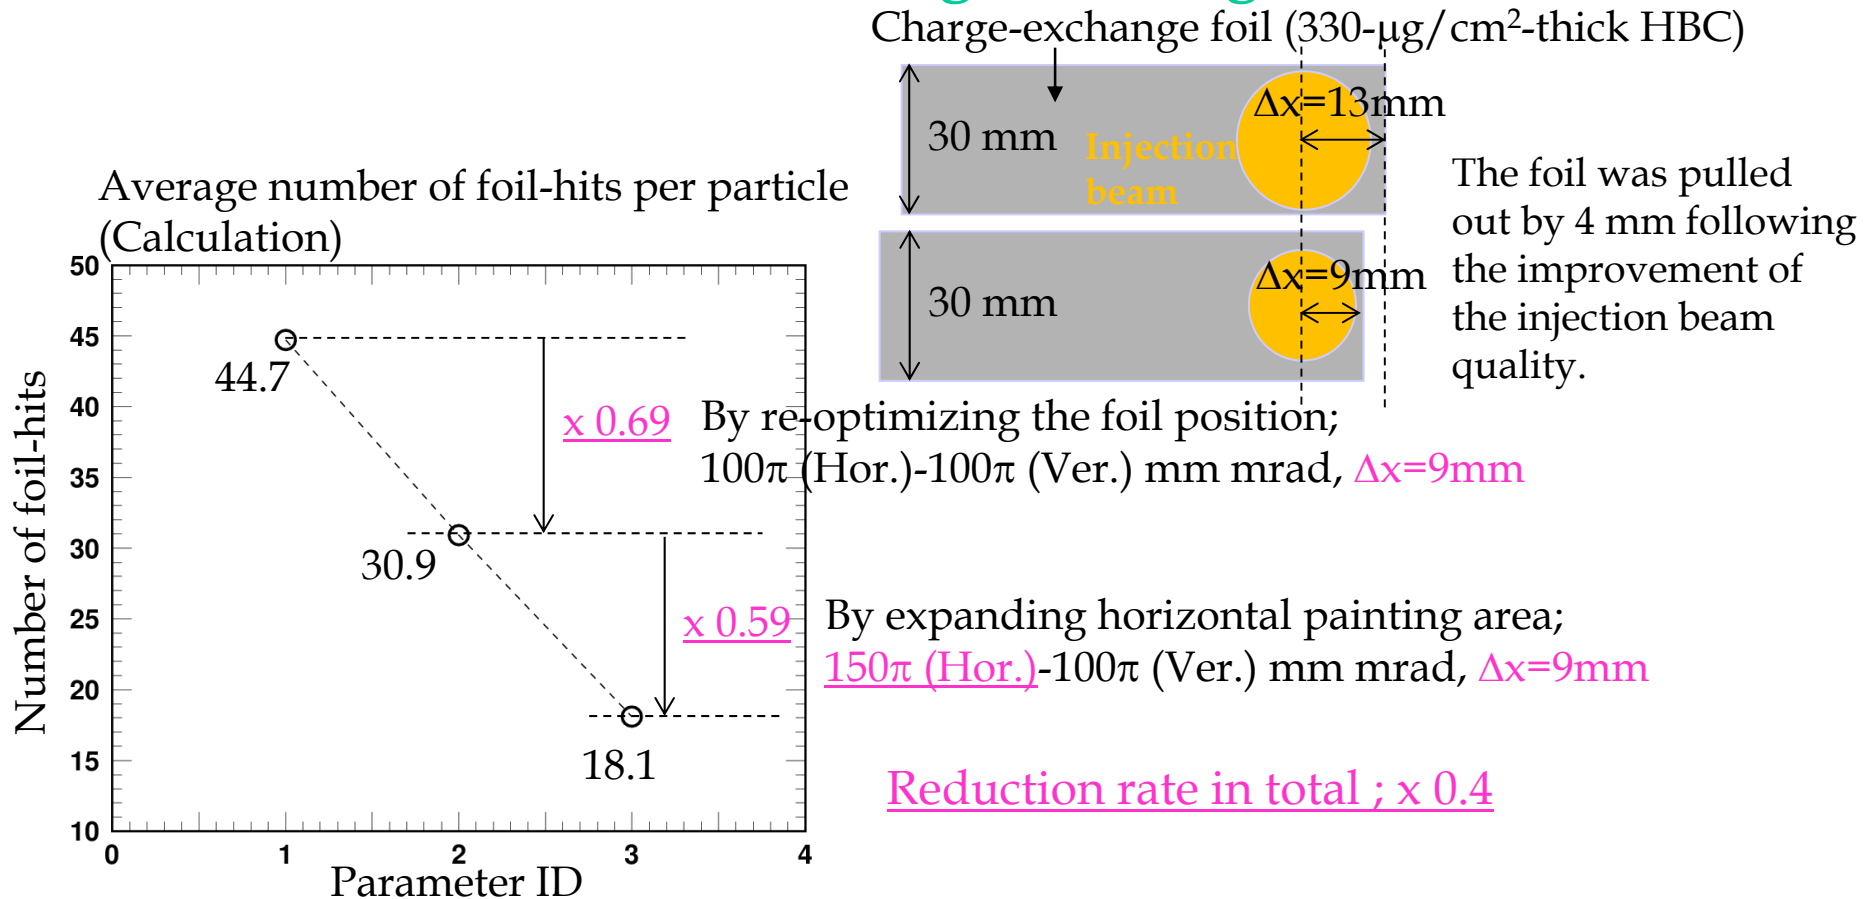 Charge-exchange foil (330-μg/cm²-thick HBC)
Δx=13mm
30 mm
Injection
beam
The foil was pulled
out by 4 mm following
the improvement of
the injection beam
quality.
Δx=9mm
30 mm
Average number of foil-hits per particle
(Calculation)
50
45
40
35
30
25
20
15
10
Number of foil-hits
44.7
x 0.69
30.9
x 0.59
18.1
0 1 2 3 4
Parameter ID
By re-optimizing the foil position;
100π (Hor.)-100π (Ver.) mm mrad, Δx=9mm
By expanding horizontal painting area;
150π (Hor.)-100π (Ver.) mm mrad, Δx=9mm
Reduction rate in total ; x 0.4